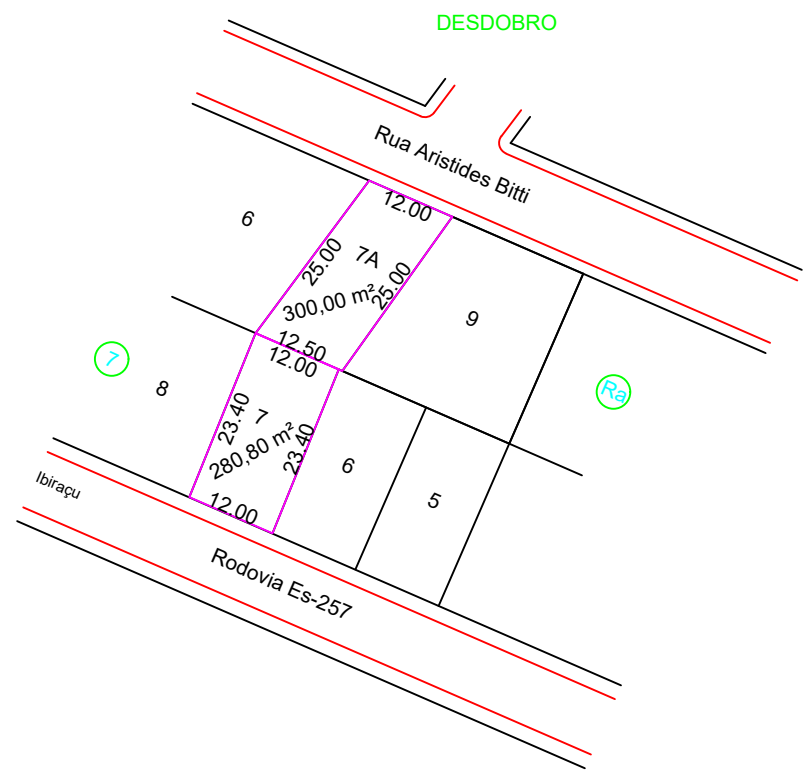 DESDOBRO
Rua Aristides Bitti
12.00
6
7A
25.00
25.00
300,00 m²
9
12.50
12.00
7
8
Ra
23.40
7
280,80 m²
23.40
6
5
12.00
Ibiraçu
Rodovia Es-257